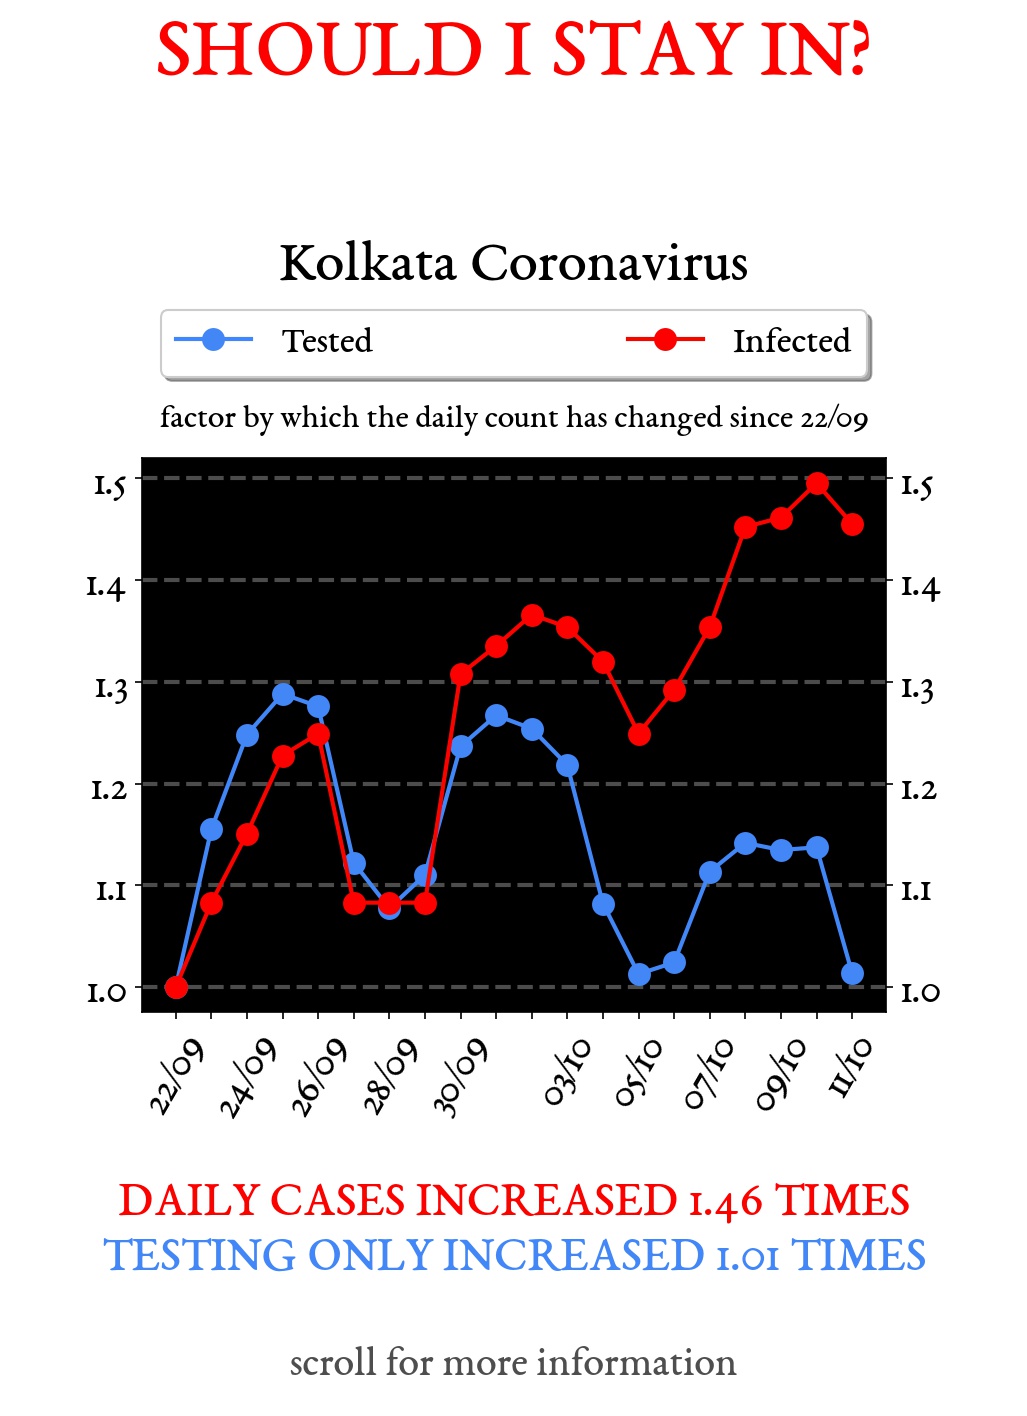 SHOULD I STAY IN?
Kolkata Coronavirus
Tested Infected
factor by which the daily count has changed since 22/09
1.5 1.5
1.4 1.4
1.3 1.3
1.2 1.2
1.1 1.1
1.0 1.0
22/09 24/09 26/09 28/09 30/09 03/10 05/10 07/10 09/10 11/10
DAILY CASES INCREASED 1.46 TIMES
TESTING ONLY INCREASED 1.01 TIMES
scroll for more information